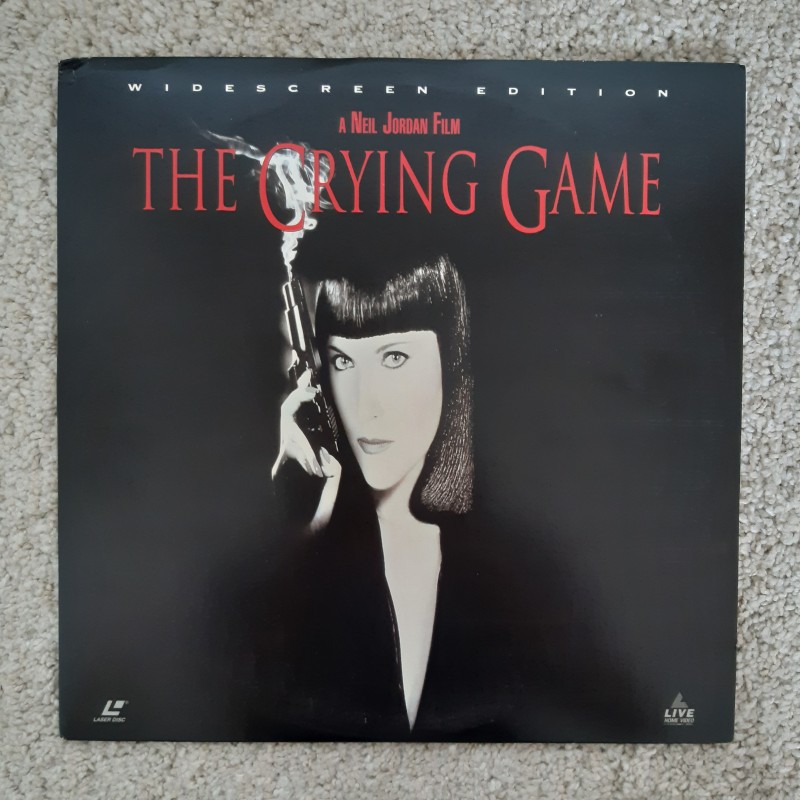 WIDESCREEN EDITION
A NEIL JORDAN FILM
THE CRYING GAME
LASER DISC
LIVE
HOME VIDEO